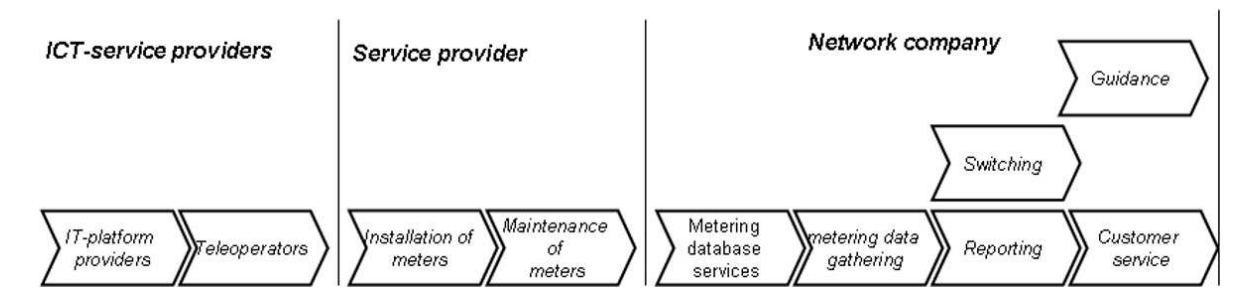 ICT-service providers
Service provider
Network company
Guidance
Switching
IT-platform
providers
Teleoperators
Installation of
meters
Maintenance
of
meters
Metering
database
services
metering data
gathering
Reporting
Customer
service